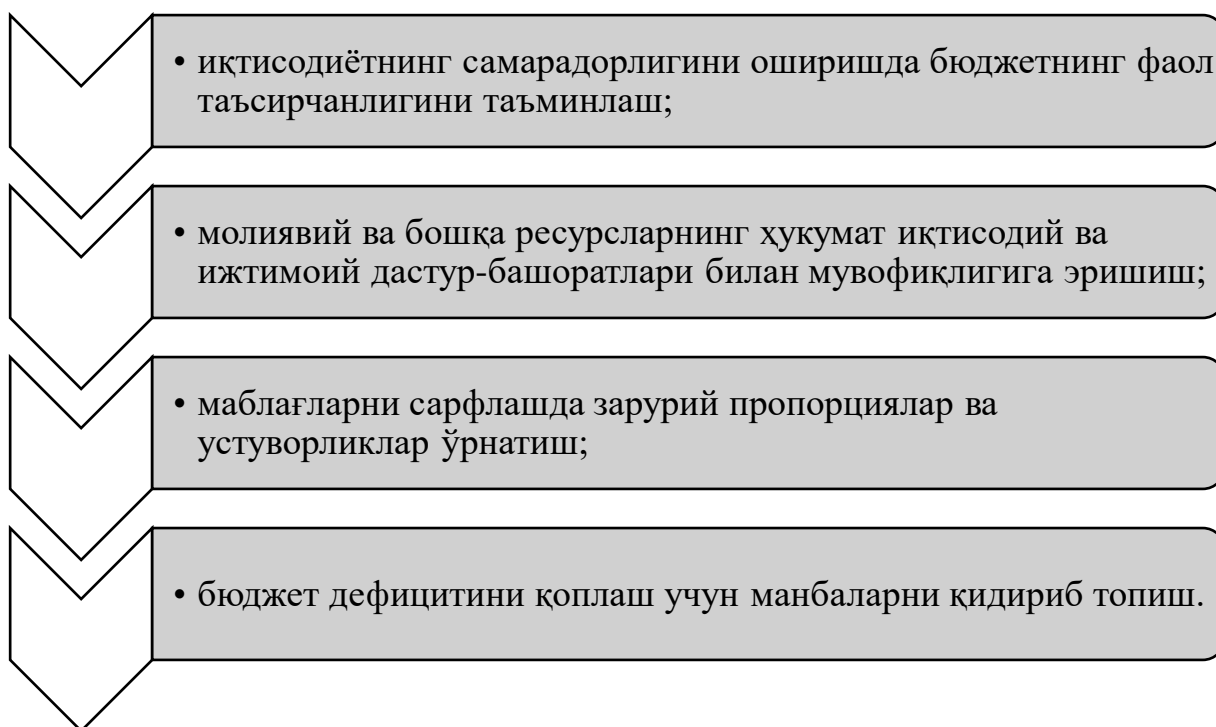 • иқтисодиётнинг самарадорлигини оширишда бюджетнинг фаол
таъсирчанлигини таъминлаш;
• молиявий ва бошқа ресурсларнинг ҳукумат иқтисодий ва
ижтимоий дастур-башоратлари билан мувофиқлигига эришиш;
• маблағларни сарфлашда зарурий пропорциялар ва
устуворликлар ўрнатиш;
• бюджет дефицитини қоплаш учун манбаларни қидириб топиш.